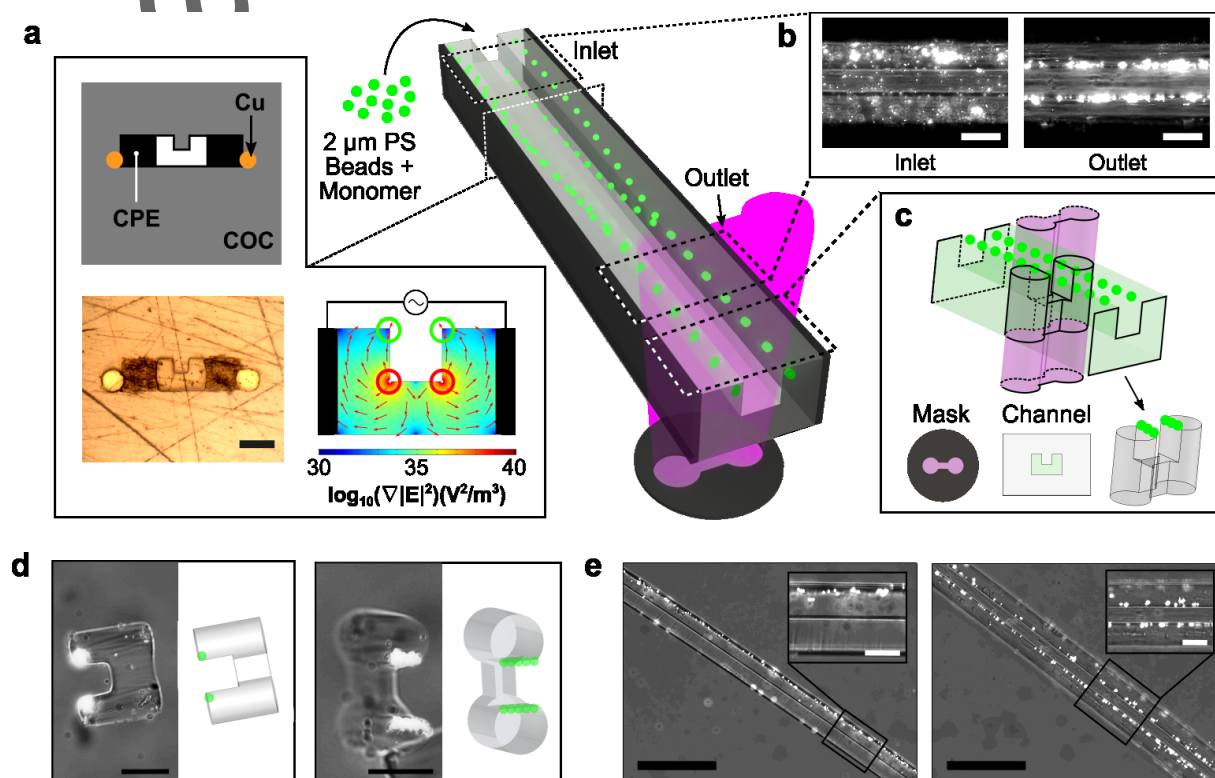 a
Cu
CPE
COC
30
35
40
log₁₀(∇|E|²)(V²/m³)
2 µm PS
Beads +
Monomer
Inlet
Outlet
b
Inlet
Outlet
c
Mask
Channel
d
e